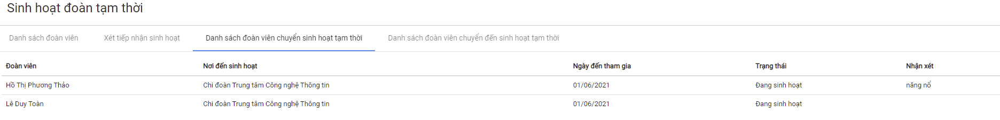 Sinh hoạt đoàn tạm thời
Danh sách đoàn viên Xét tiếp nhận sinh hoạt Danh sách đoàn viên chuyển sinh hoạt tạm thời Danh sách đoàn viên chuyển đến sinh hoạt tạm thời
Đoàn viên Nơi đến sinh hoạt Ngày đến tham gia Trạng thái Nhận xét
Hồ Thị Phương Thảo Chi đoàn Trung tâm Công nghệ Thông tin 01/06/2021 Đang sinh hoạt năng nổ
Lê Duy Toàn Chi đoàn Trung tâm Công nghệ Thông tin 01/06/2021 Đang sinh hoạt